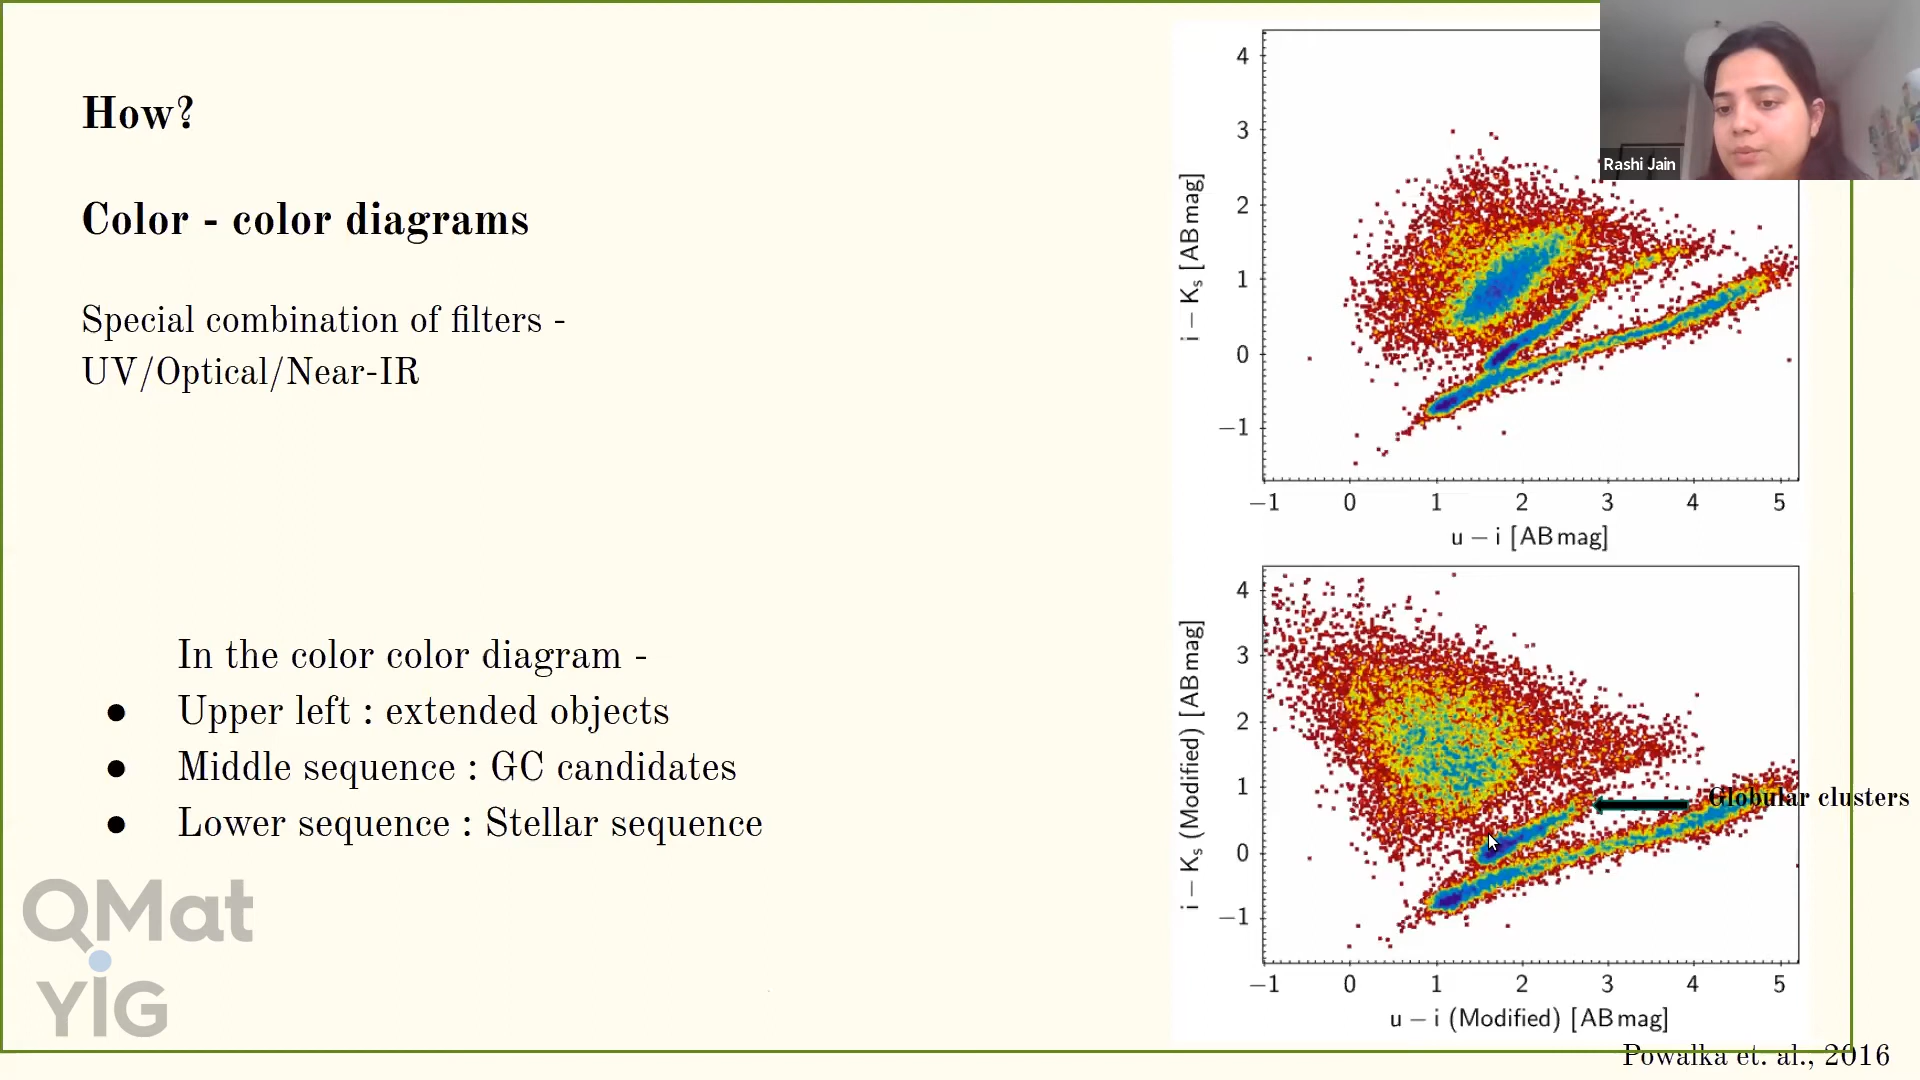 How?
Color - color diagrams
Special combination of filters -
UV/Optical/Near-IR
In the color color diagram -
● Upper left : extended objects
● Middle sequence : GC candidates
● Lower sequence : Stellar sequence
QMat
YIG
4
3
2
1
0
−1
i − Ks [AB mag]
−1 0 1 2 3 4 5
u − i [AB mag]
Rashi Jain
4
3
2
1
0
−1
i − Ks (Modified) [AB mag]
Globular clusters
−1 0 1 2 3 4 5
u − i (Modified) [AB mag]
Powalka et. al., 2016